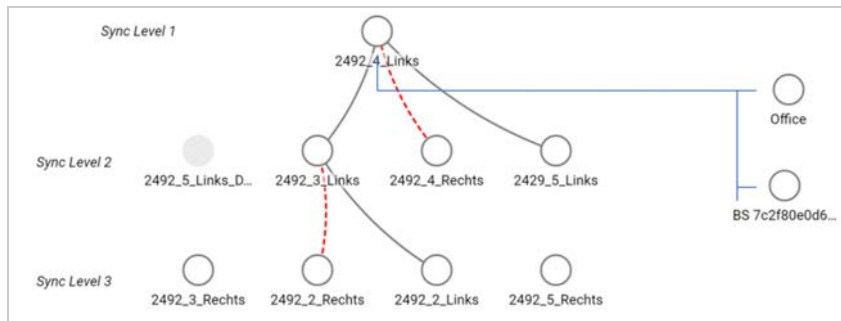 Sync Level 1
2492_4_Links
Office
Sync Level 2
2492_5_Links_D...
2492_3_Links
2492_4_Rechts
2429_5_Links
BS 7c2f80e0d6...
Sync Level 3
2492_3_Rechts
2492_2_Rechts
2492_2_Links
2492_5_Rechts